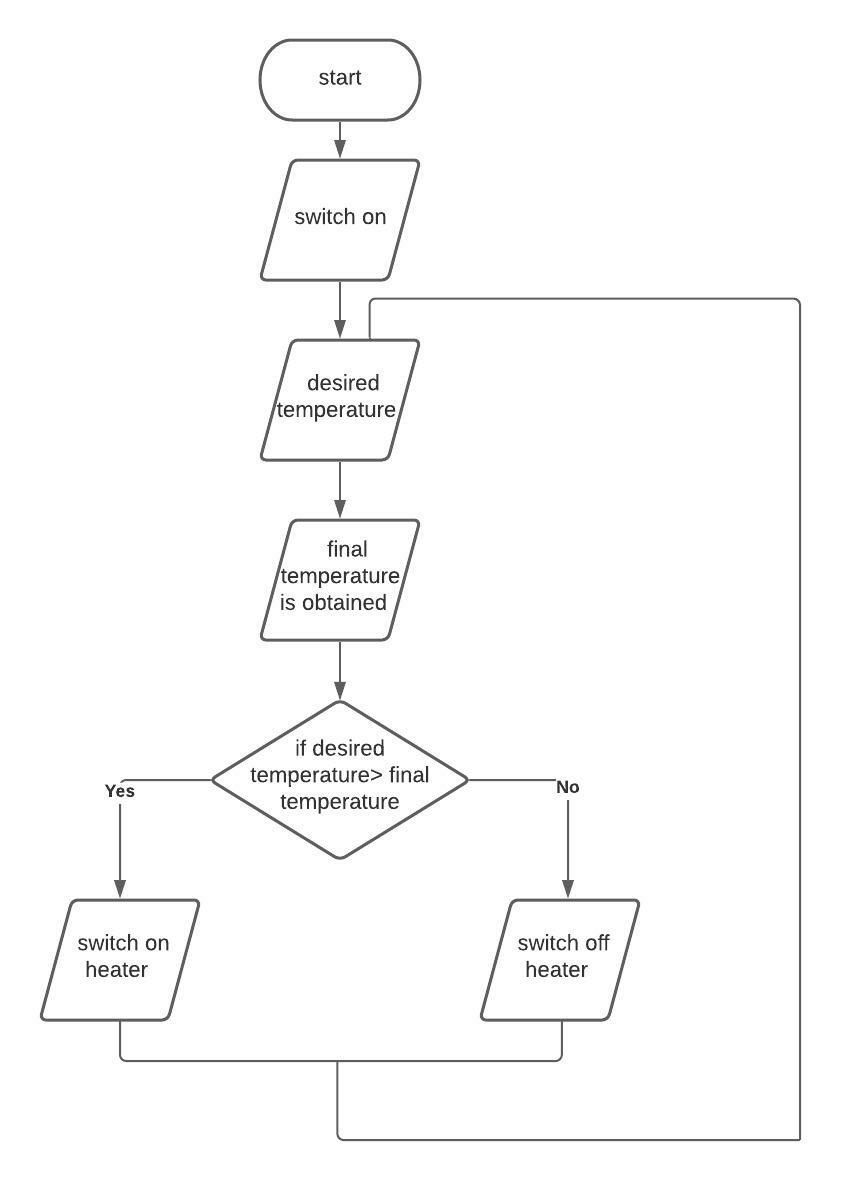 start
switch on
desired
temperature
final
temperature
is obtained
if desired
temperature> final
temperature
Yes
No
switch on
heater
switch off
heater